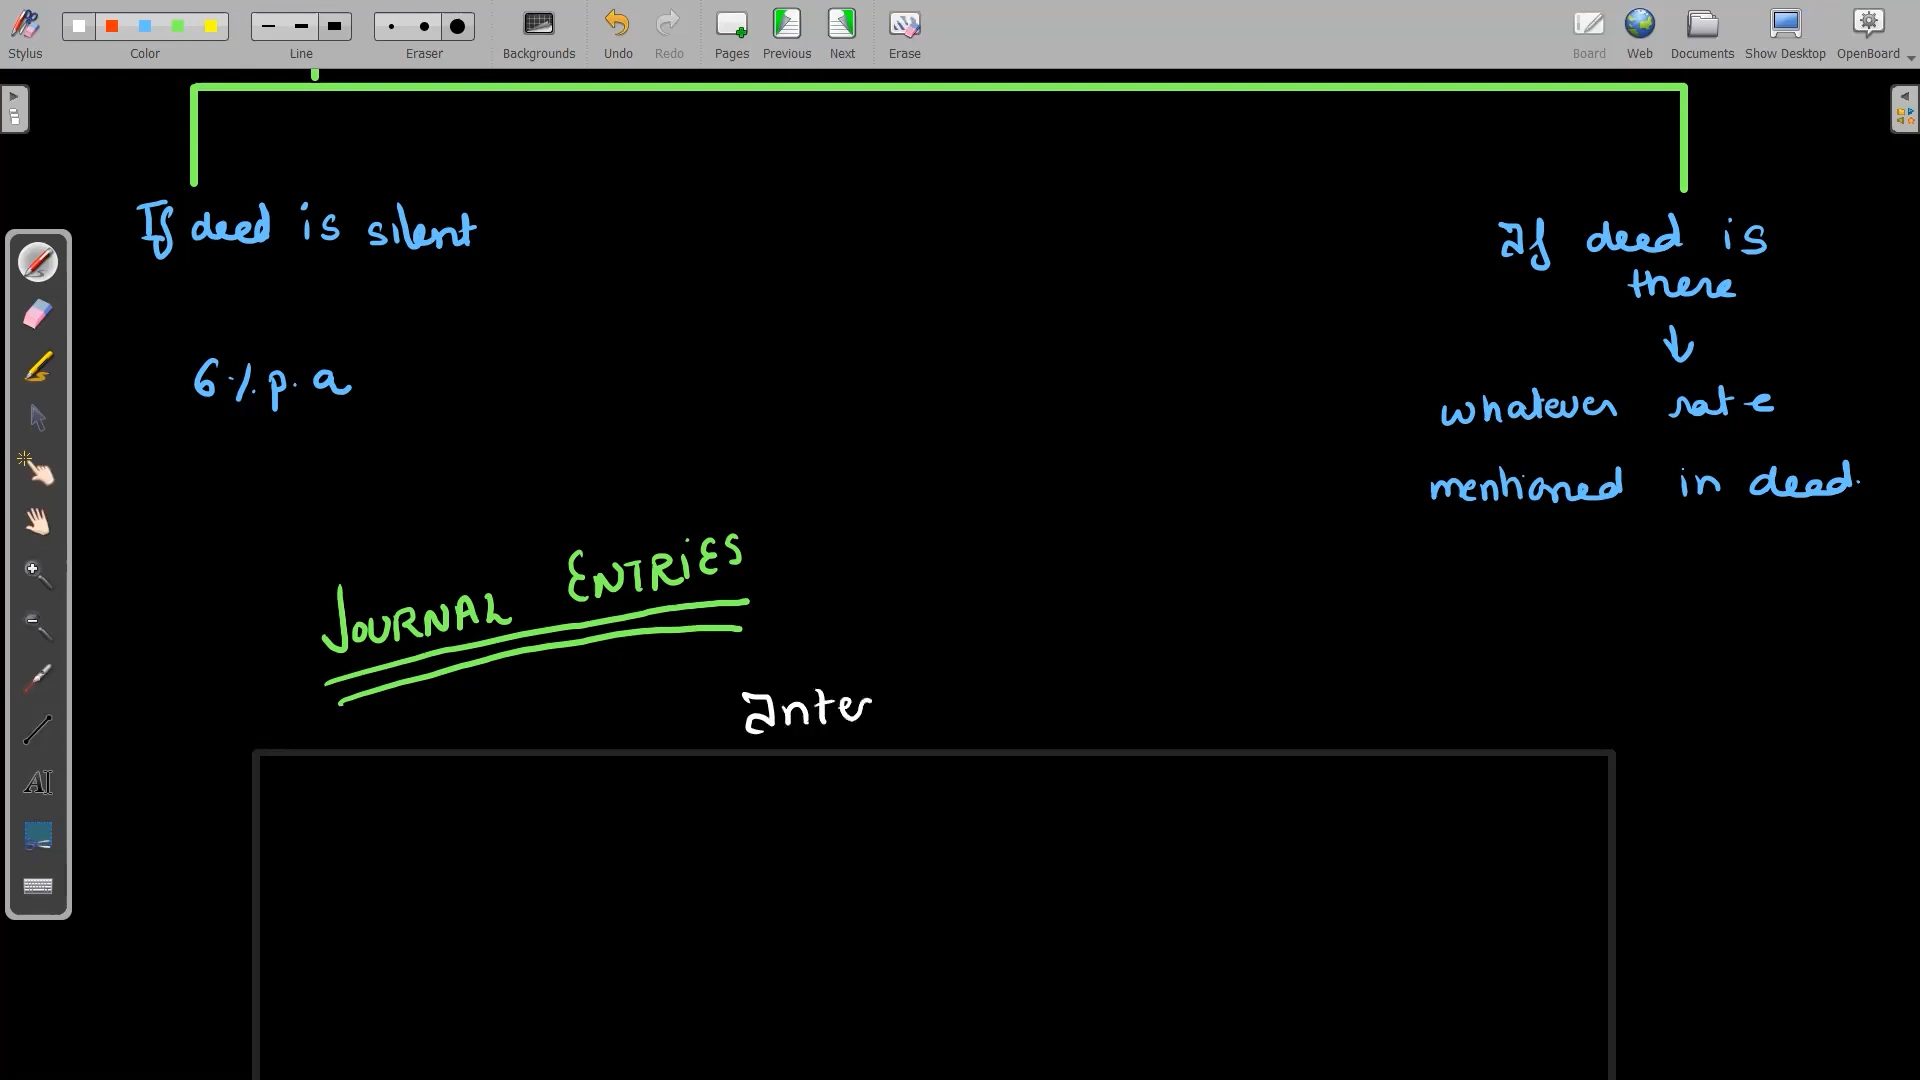 Stylus
Color
Line
Eraser
Backgrounds
Undo
Redo
Pages
Previous
Next
Erase
Board
Web
Documents
Show Desktop
OpenBoard
If deed is silent
6%.p.a
If deed is
there
whatever rate
mentioned in deed.
JOURNAL ENTRIES
Inter
AI